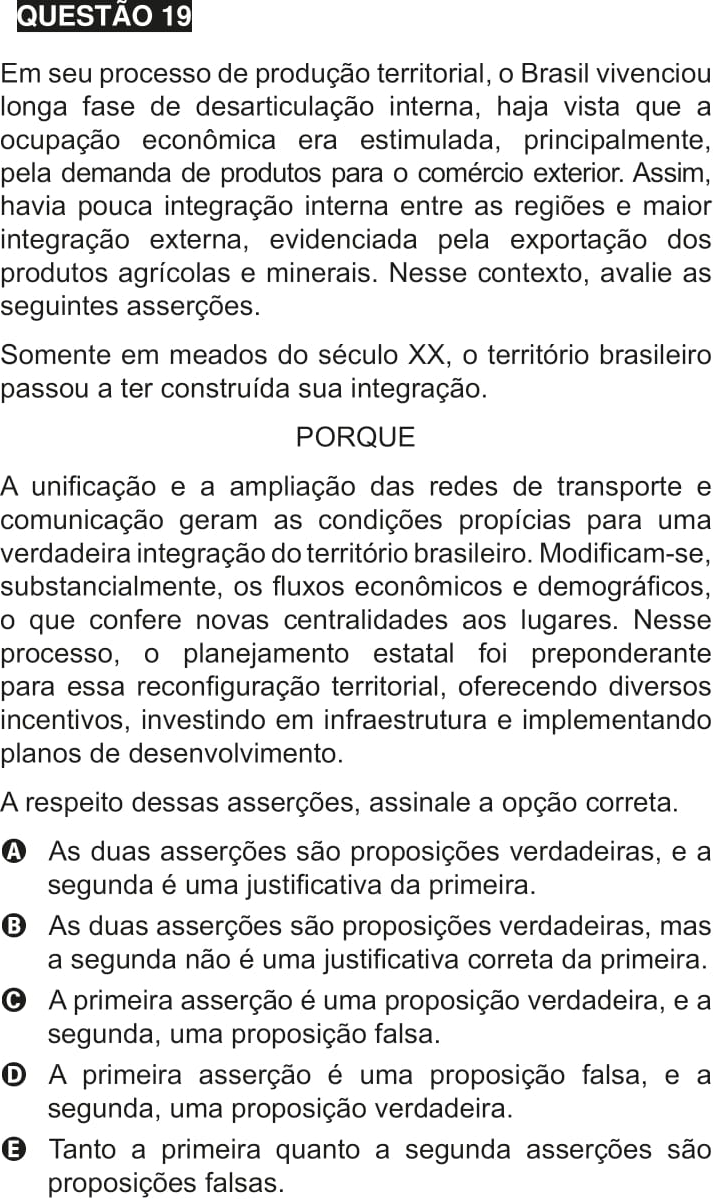 QUESTÃO 19
Em seu processo de produção territorial, o Brasil vivenciou
longa fase de desarticulação interna, haja vista que a
ocupação econômica era estimulada, principalmente,
pela demanda de produtos para o comércio exterior. Assim,
havia pouca integração interna entre as regiões e maior
integração externa, evidenciada pela exportação dos
produtos agrícolas e minerais. Nesse contexto, avalie as
seguintes asserções.
Somente em meados do século XX, o território brasileiro
passou a ter construída sua integração.
PORQUE
A unificação e a ampliação das redes de transporte e
comunicação geram as condições propícias para uma
verdadeira integração do território brasileiro. Modificam-se,
substancialmente, os fluxos econômicos e demográficos,
o que confere novas centralidades aos lugares. Nesse
processo, o planejamento estatal foi preponderante
para essa reconfiguração territorial, oferecendo diversos
incentivos, investindo em infraestrutura e implementando
planos de desenvolvimento.
A respeito dessas asserções, assinale a opção correta.
A As duas asserções são proposições verdadeiras, e a
segunda é uma justificativa da primeira.
B As duas asserções são proposições verdadeiras, mas
a segunda não é uma justificativa correta da primeira.
C A primeira asserção é uma proposição verdadeira, e a
segunda, uma proposição falsa.
D A primeira asserção é uma proposição falsa, e a
segunda, uma proposição verdadeira.
E Tanto a primeira quanto a segunda asserções são
proposições falsas.